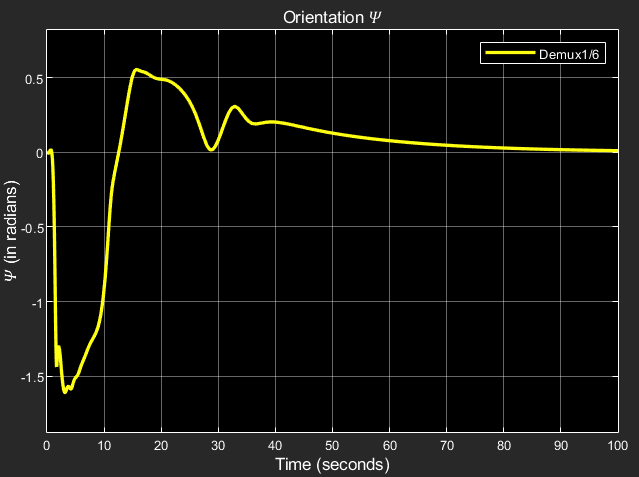 Orientation Ψ
Demux1/6
0.5
0
-0.5
-1
-1.5
Ψ (in radians)
0 10 20 30 40 50 60 70 80 90 100
Time (seconds)